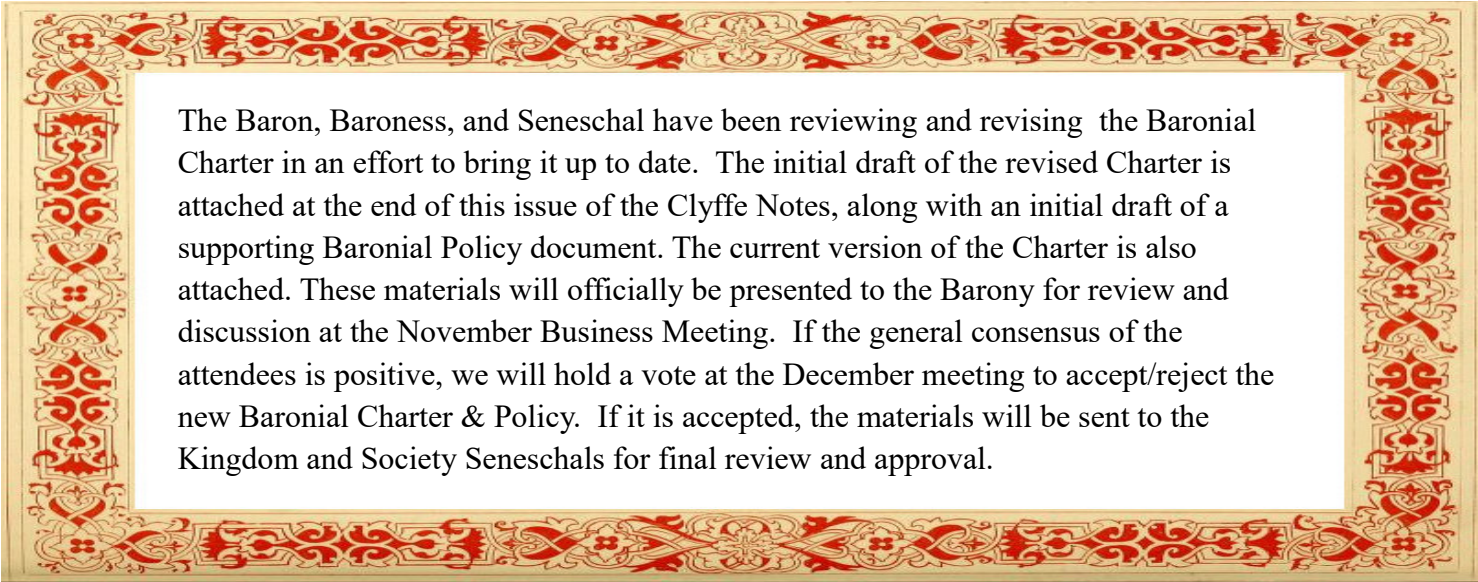 The Baron, Baroness, and Seneschal have been reviewing and revising  the Baronial
Charter in an effort to bring it up to date.  The initial draft of the revised Charter is
attached at the end of this issue of the Clyffe Notes, along with an initial draft of a
supporting Baronial Policy document. The current version of the Charter is also
attached. These materials will officially be presented to the Barony for review and
discussion at the November Business Meeting.  If the general consensus of the
attendees is positive, we will hold a vote at the December meeting to accept/reject the
new Baronial Charter & Policy.  If it is accepted, the materials will be sent to the
Kingdom and Society Seneschals for final review and approval.